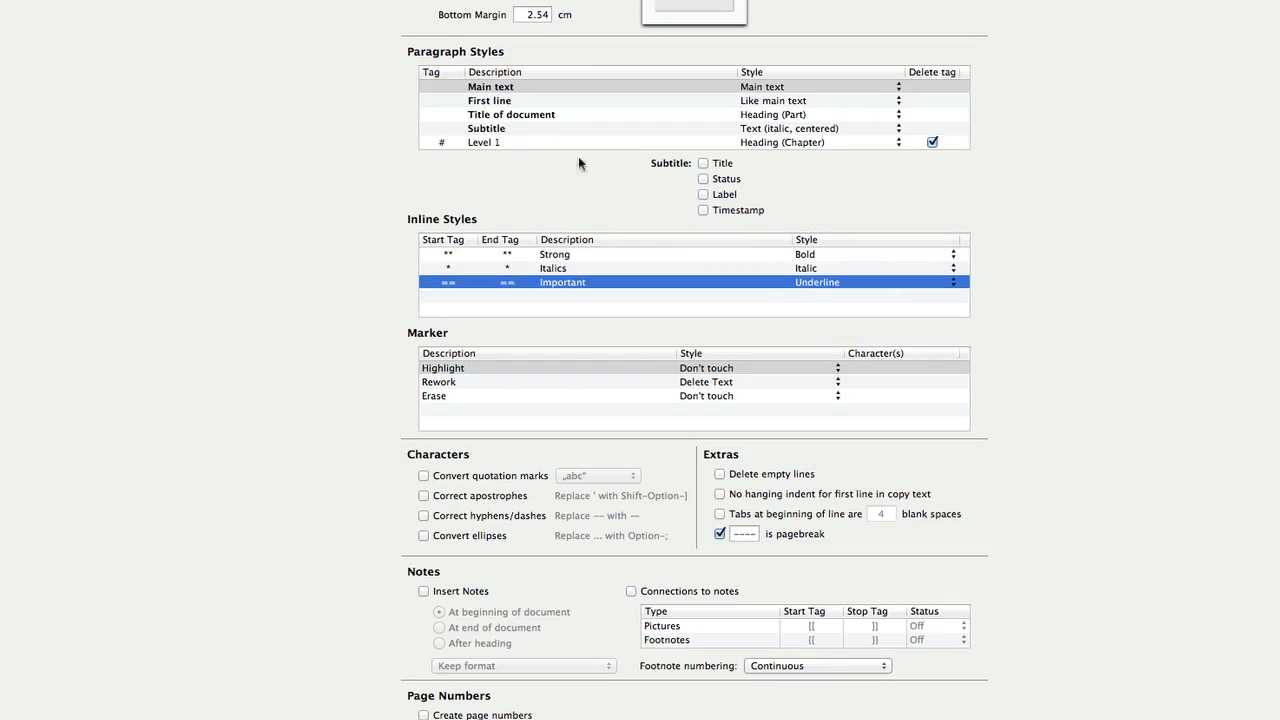 Bottom Margin 2.54 cm
Paragraph Styles
Tag Description Style Delete tag
Main text Main text
First line Like main text
Title of document Heading (Part)
Subtitle Text (italic, centered)
# Level 1 Heading (Chapter)
Subtitle: Title
Status
Label
Timestamp
Inline Styles
Start Tag End Tag Description Style
** ** Strong Bold
* * Italics Italic
== == Important Underline
Marker
Description Style Character(s)
Highlight Don't touch
Rework Delete Text
Erase Don't touch
Characters
Convert quotation marks „abc“
Correct apostrophes Replace ' with Shift-Option-]
Correct hyphens/dashes Replace -- with —
Convert ellipses Replace ... with Option-;
Extras
Delete empty lines
No hanging indent for first line in copy text
Tabs at beginning of line are 4 blank spaces
---- is pagebreak
Notes
Insert Notes
At beginning of document
At end of document
After heading
Keep format
Connections to notes
Type Start Tag Stop Tag Status
Pictures [[ ]] Off
Footnotes {{ }} Off
Footnote numbering: Continuous
Page Numbers
Create page numbers